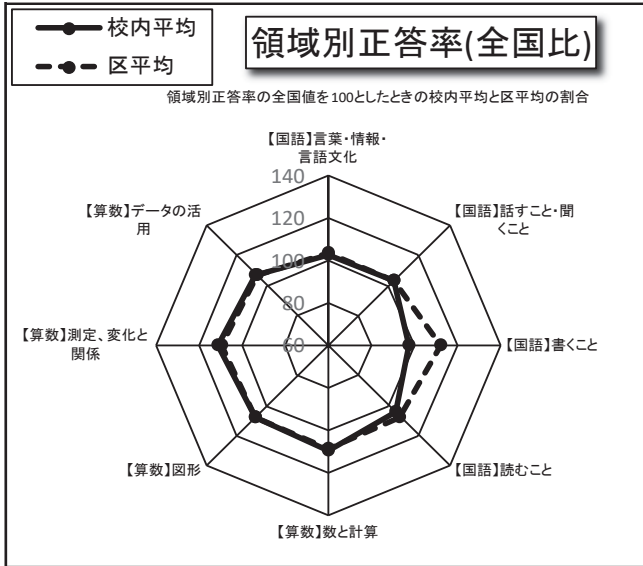 校内平均
区平均
領域別正答率(全国比)
領域別正答率の全国値を100としたときの校内平均と区平均の割合
【国語】言葉・情報・
言語文化
【国語】話すこと・聞
くこと
【国語】書くこと
【国語】読むこと
【算数】数と計算
【算数】図形
【算数】測定、変化と
関係
【算数】データの活
用
140
120
100
80
60